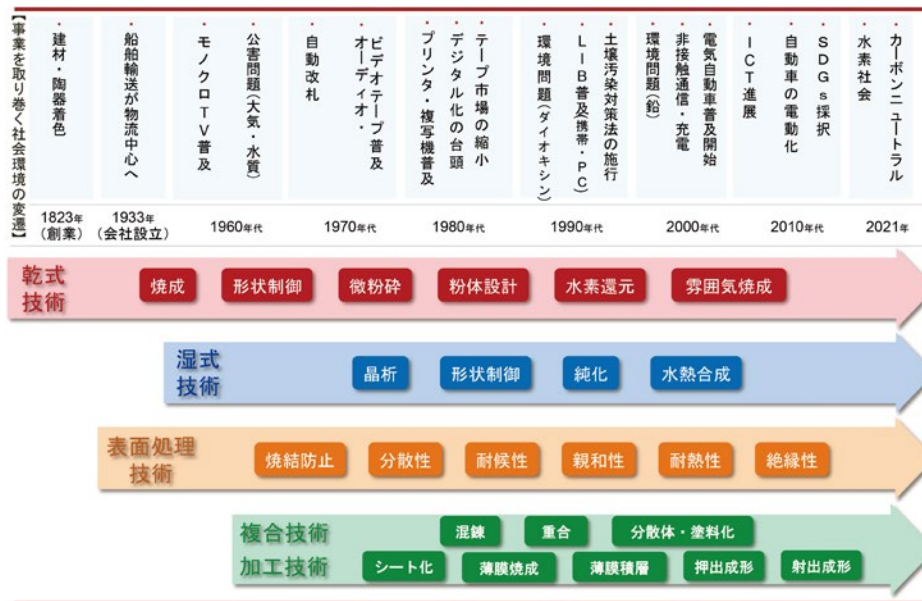 【事業を取り巻く社会環境の変遷】
・建材・陶器着色
・船舶輸送が物流中心へ
・モノクロTV普及
・公害問題(大気・水質)
・自動改札
・オーディオ・
ビデオテープ普及
・プリンタ・複写機普及
・デジタル化の台頭
・テープ市場の縮小
・環境問題(ダイオキシン)
・LIB普及(携帯・PC)
・土壌汚染対策法の施行
・環境問題(鉛)
・非接触通信・充電
・電気自動車普及開始
・ICT進展
・自動車の電動化
・SDGs採択
・水素社会
・カーボンニュートラル
1823年
(創業)
1933年
(会社設立)
1960年代
1970年代
1980年代
1990年代
2000年代
2010年代
2021年
乾式
技術
焼成
形状制御
微粉砕
粉体設計
水素還元
雰囲気焼成
湿式
技術
晶析
形状制御
純化
水熱合成
表面処理
技術
焼結防止
分散性
耐候性
親和性
耐熱性
絶縁性
複合技術
混錬
重合
分散体・塗料化
加工技術
シート化
薄膜焼成
薄膜積層
押出成形
射出成形